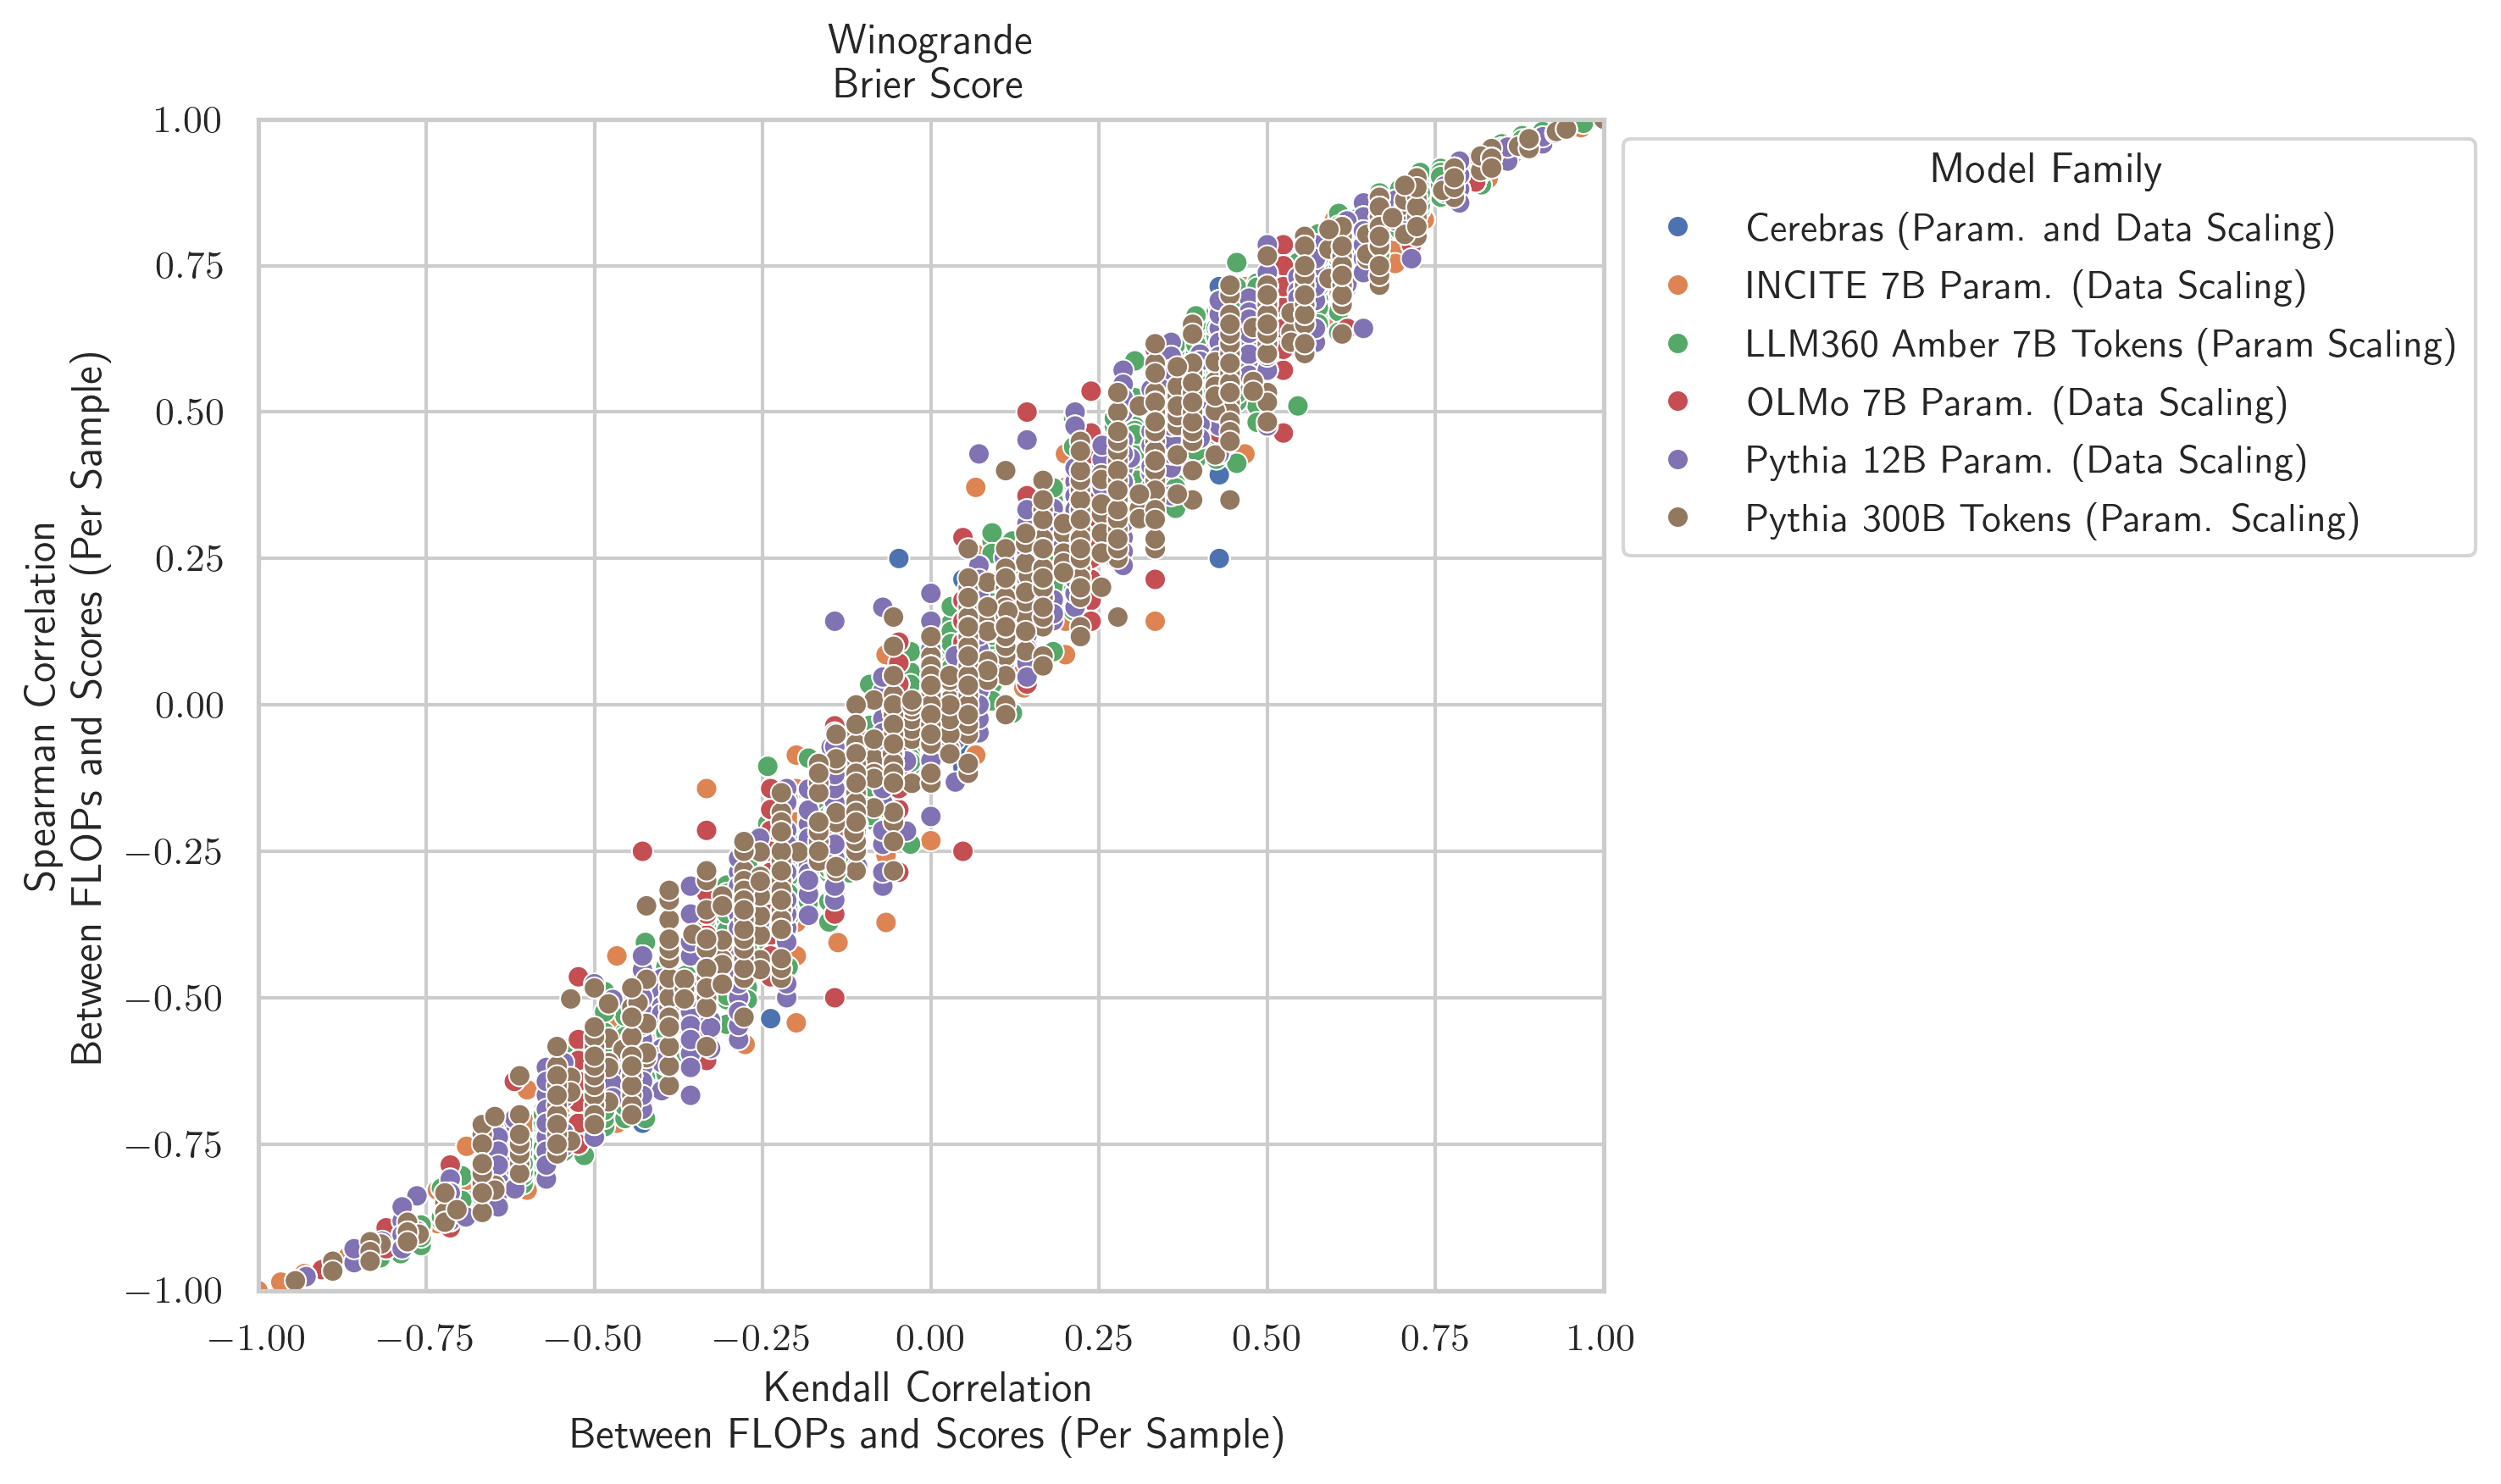 Winogrande
Brier Score
1.00
0.75
0.50
0.25
0.00
−0.25
−0.50
−0.75
−1.00
Spearman Correlation
Between FLOPs and Scores (Per Sample)
−1.00
−0.75
−0.50
−0.25
0.00
0.25
0.50
0.75
1.00
Kendall Correlation
Between FLOPs and Scores (Per Sample)
Model Family
Cerebras (Param. and Data Scaling)
INCITE 7B Param. (Data Scaling)
LLM360 Amber 7B Tokens (Param Scaling)
OLMo 7B Param. (Data Scaling)
Pythia 12B Param. (Data Scaling)
Pythia 300B Tokens (Param. Scaling)